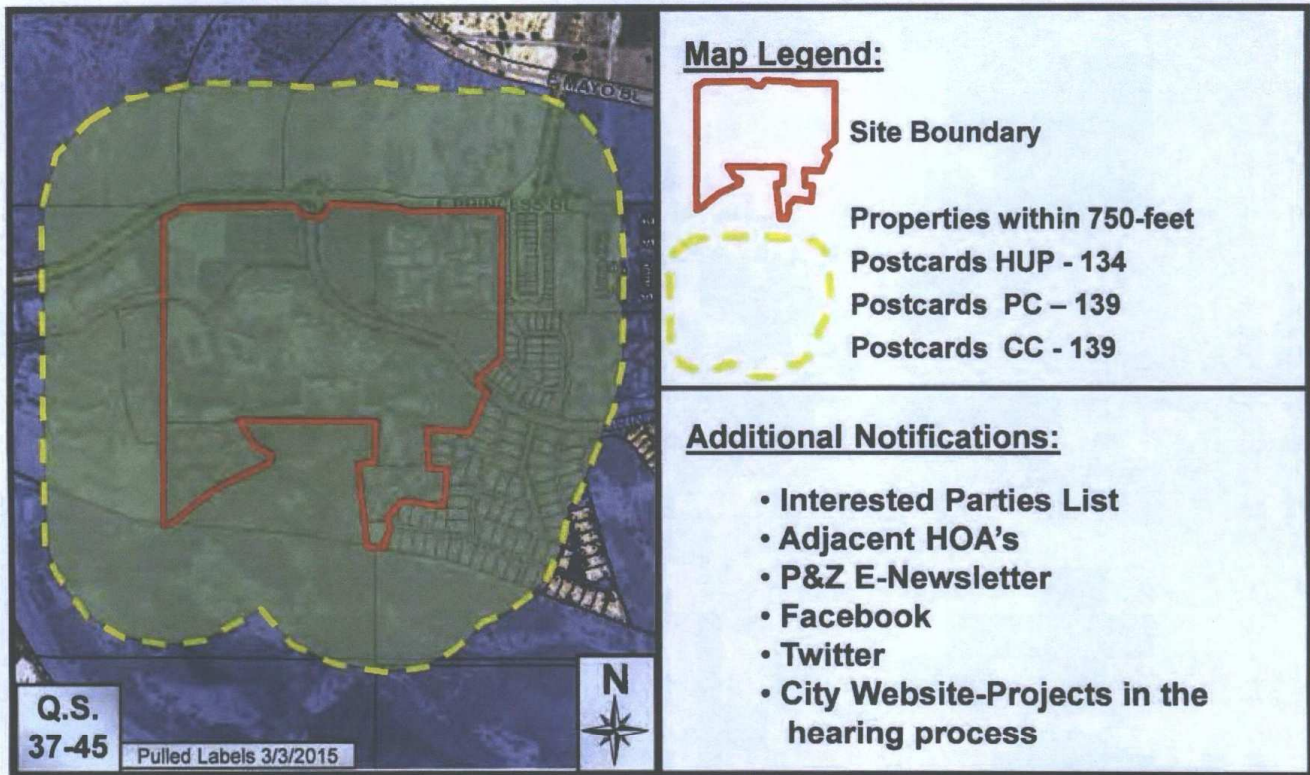 E MAYO BL
E PRINCESS BL
Q.S.
37-45
Pulled Labels 3/3/2015
N
Map Legend:
Site Boundary
Properties within 750-feet
Postcards HUP - 134
Postcards PC – 139
Postcards CC - 139
Additional Notifications:
• Interested Parties List
• Adjacent HOA's
• P&Z E-Newsletter
• Facebook
• Twitter
• City Website-Projects in the
hearing process